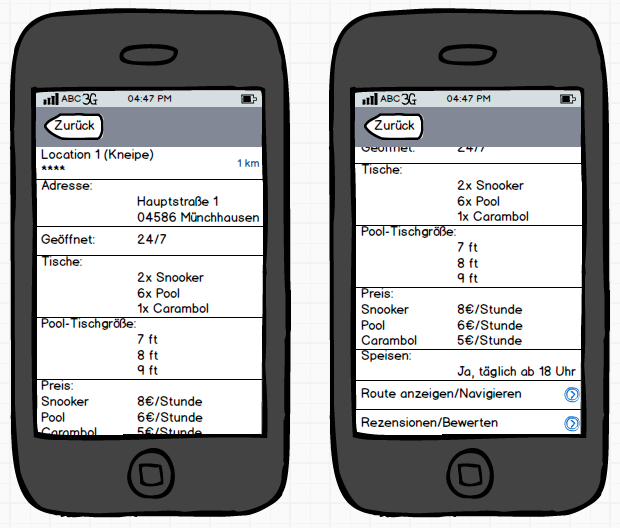 ABC 3G 04:47 PM
Zurück
Location 1 (Kneipe)
**** 1 km
Adresse:
Hauptstraße 1
04586 Münchhausen
Geöffnet: 24/7
Tische:
2x Snooker
6x Pool
1x Carambol
Pool-Tischgröße:
7 ft
8 ft
9 ft
Preis:
Snooker 8€/Stunde
Pool 6€/Stunde
Carambol 5€/Stunde
ABC 3G 04:47 PM
Zurück
Geöffnet: 24/7
Tische:
2x Snooker
6x Pool
1x Carambol
Pool-Tischgröße:
7 ft
8 ft
9 ft
Preis:
Snooker 8€/Stunde
Pool 6€/Stunde
Carambol 5€/Stunde
Speisen:
Ja, täglich ab 18 Uhr
Route anzeigen/Navigieren
Rezensionen/Bewerten